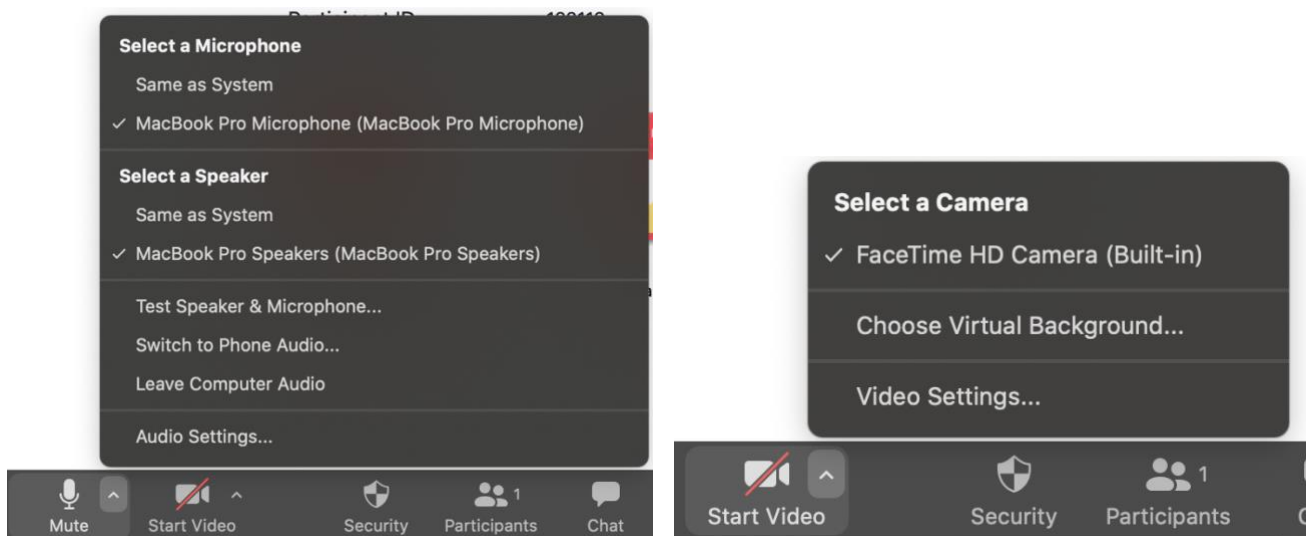 Select a Microphone
Same as System
✓ MacBook Pro Microphone (MacBook Pro Microphone)
Select a Speaker
Same as System
✓ MacBook Pro Speakers (MacBook Pro Speakers)
Test Speaker & Microphone...
Switch to Phone Audio...
Leave Computer Audio
Audio Settings...
Mute Start Video Security Participants 1 Chat
Select a Camera
✓ FaceTime HD Camera (Built-in)
Choose Virtual Background...
Video Settings...
Start Video Security Participants 1